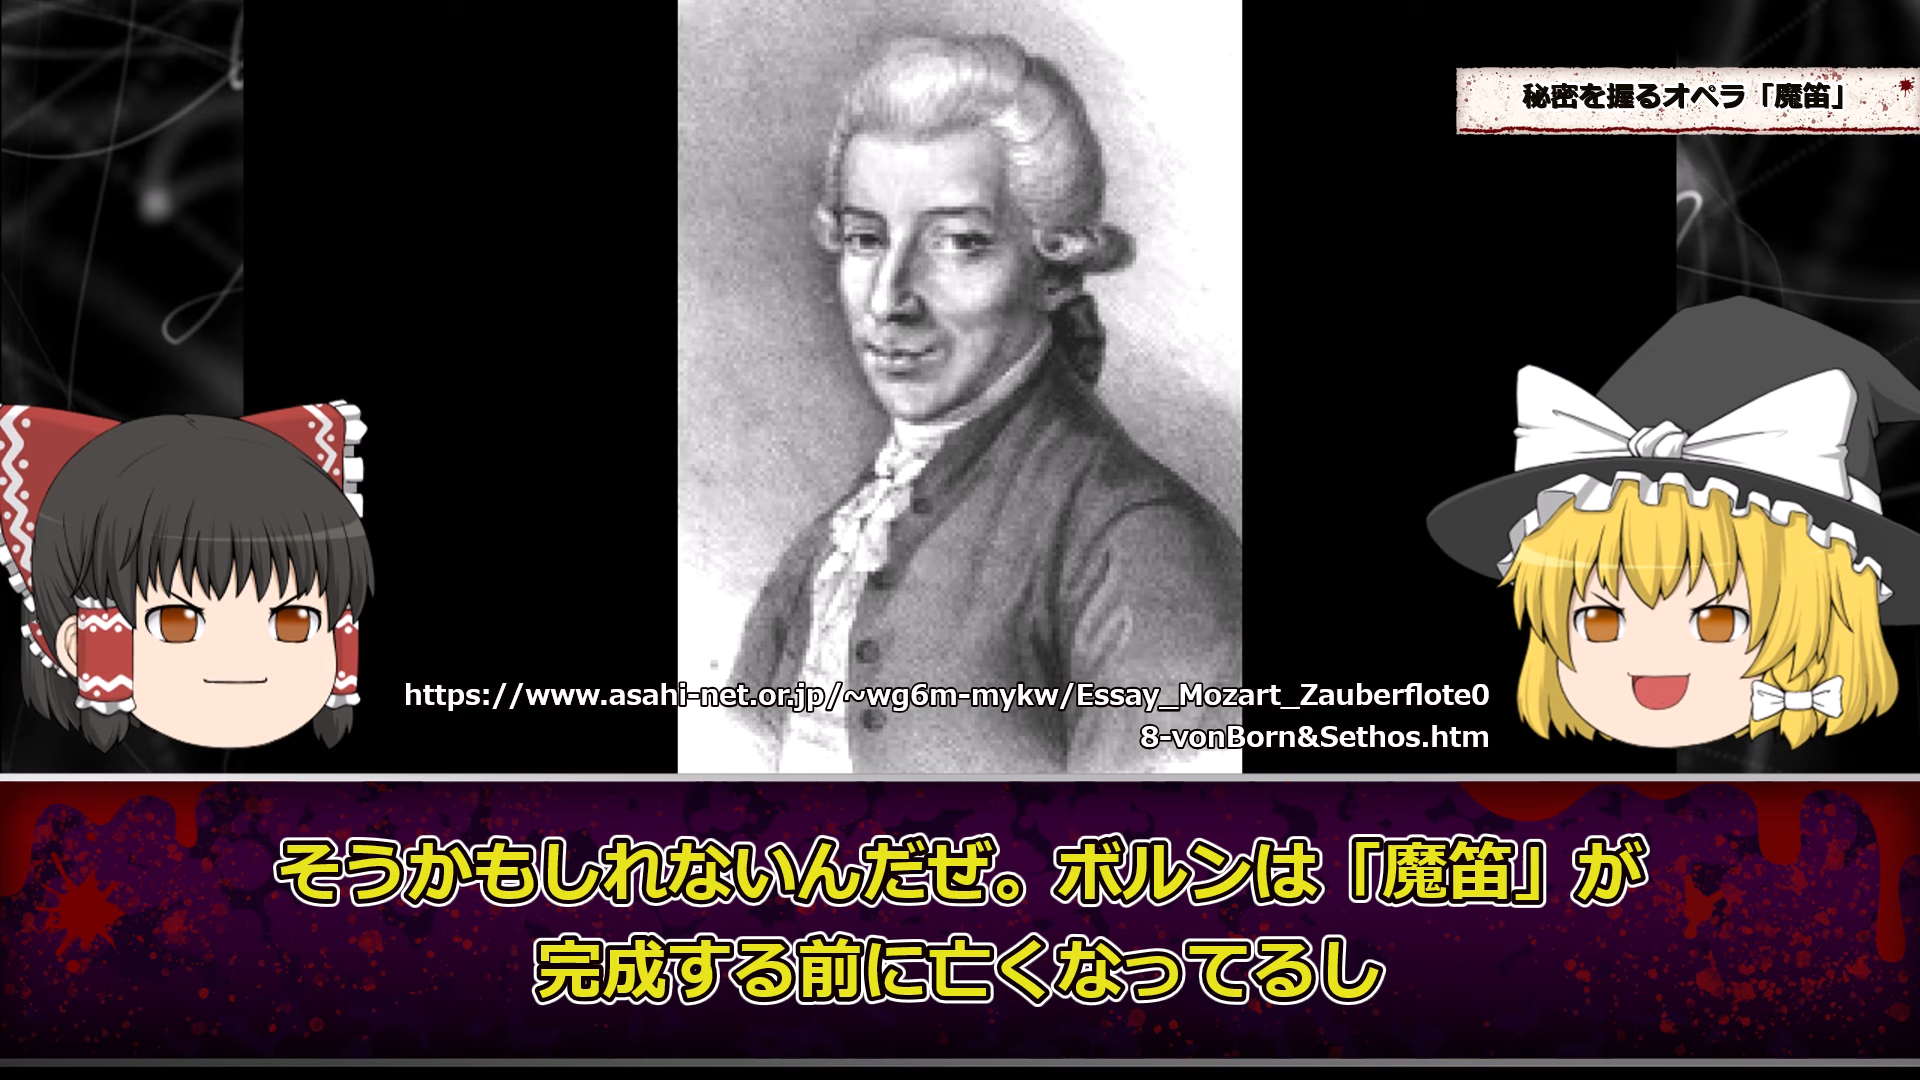 秘密を握るオペラ「魔笛」
https://www.asahi-net.or.jp/~wg6m-mykw/Essay_Mozart_Zauberflote0
8-vonBorn&Sethos.htm
そうかもしれないんだぜ。ボルンは「魔笛」が
完成する前に亡くなってるし